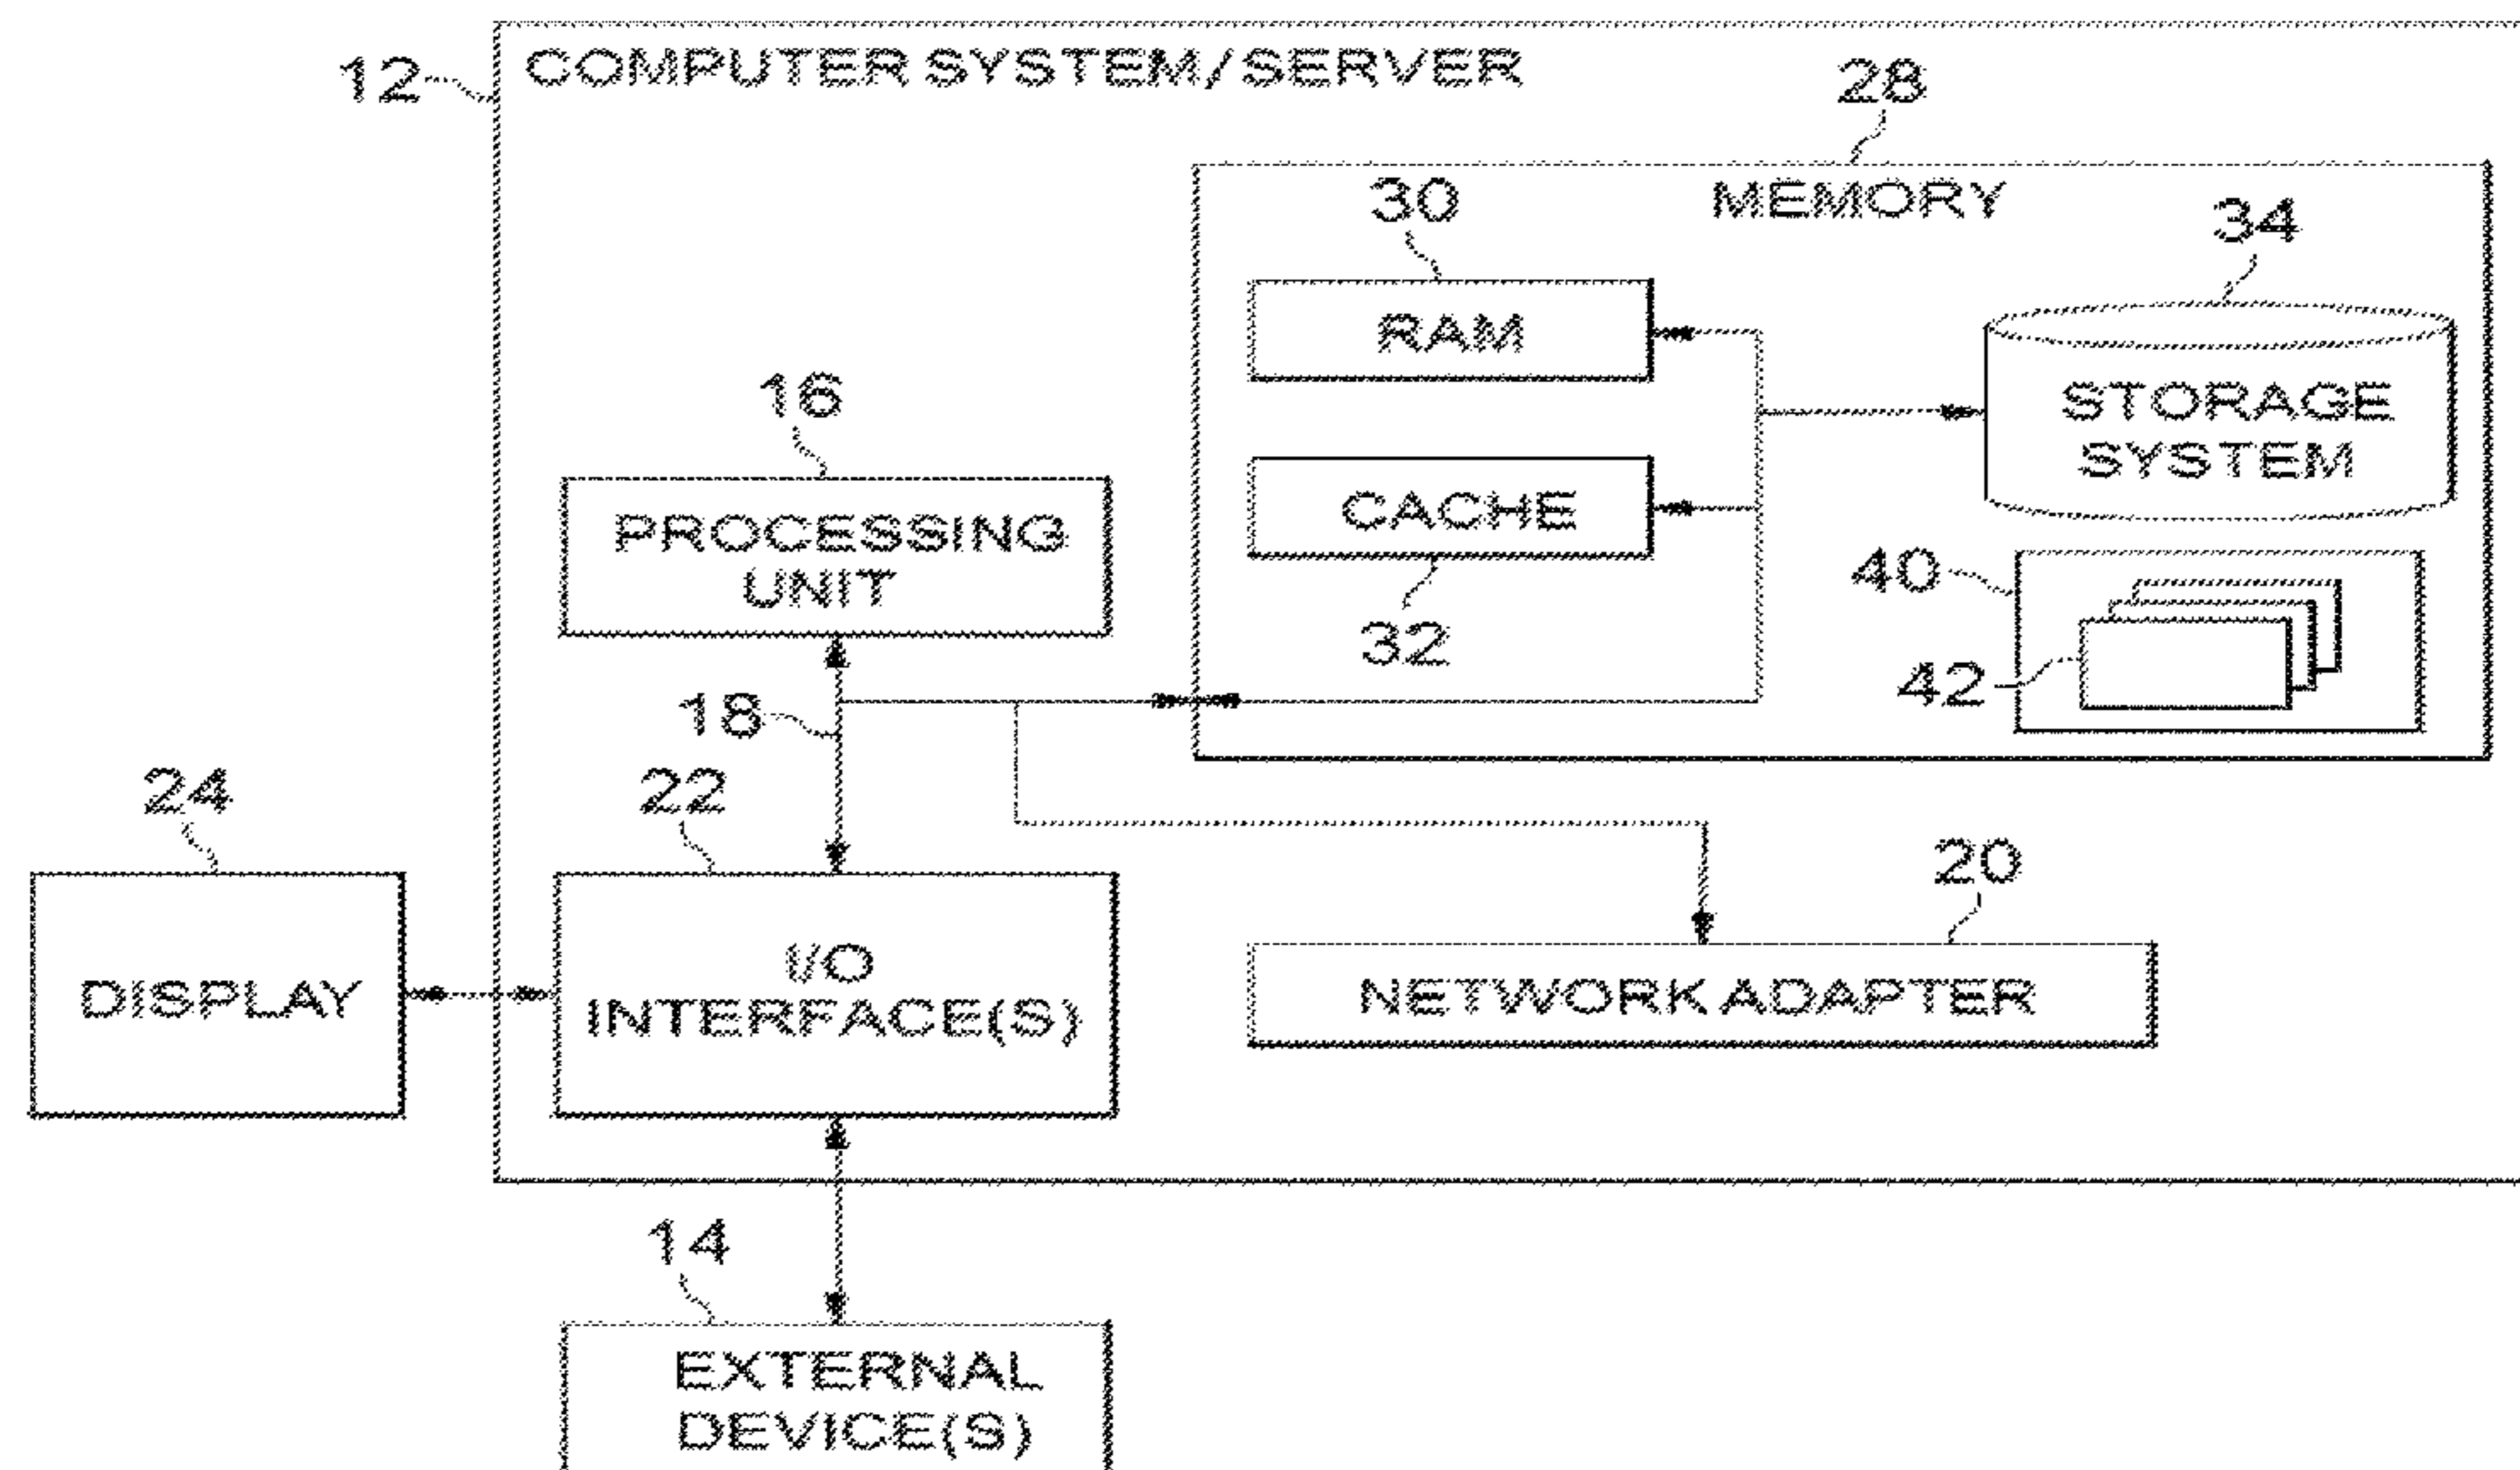 12
COMPUTER SYSTEM/SERVER
28
MEMORY
30
34
RAM
STORAGE
SYSTEM
16
PROCESSING
UNIT
CACHE
32
40
42
18
24
22
20
DISPLAY
I/O
INTERFACE(S)
NETWORK ADAPTER
14
EXTERNAL
DEVICE(S)